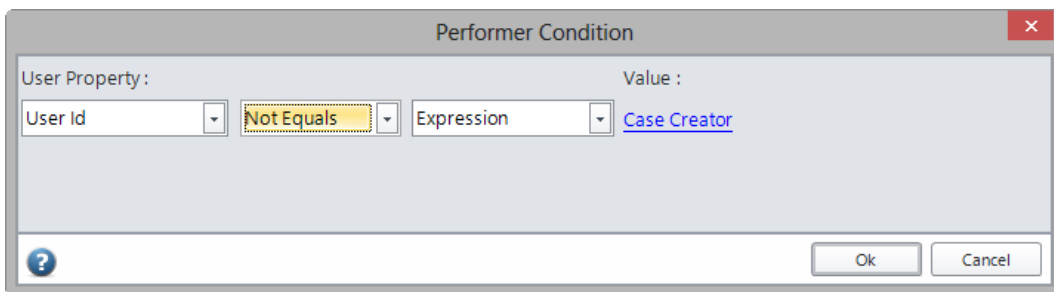 Performer Condition
User Property :
Value :
User Id
Not Equals
Expression
Case Creator
Ok
Cancel